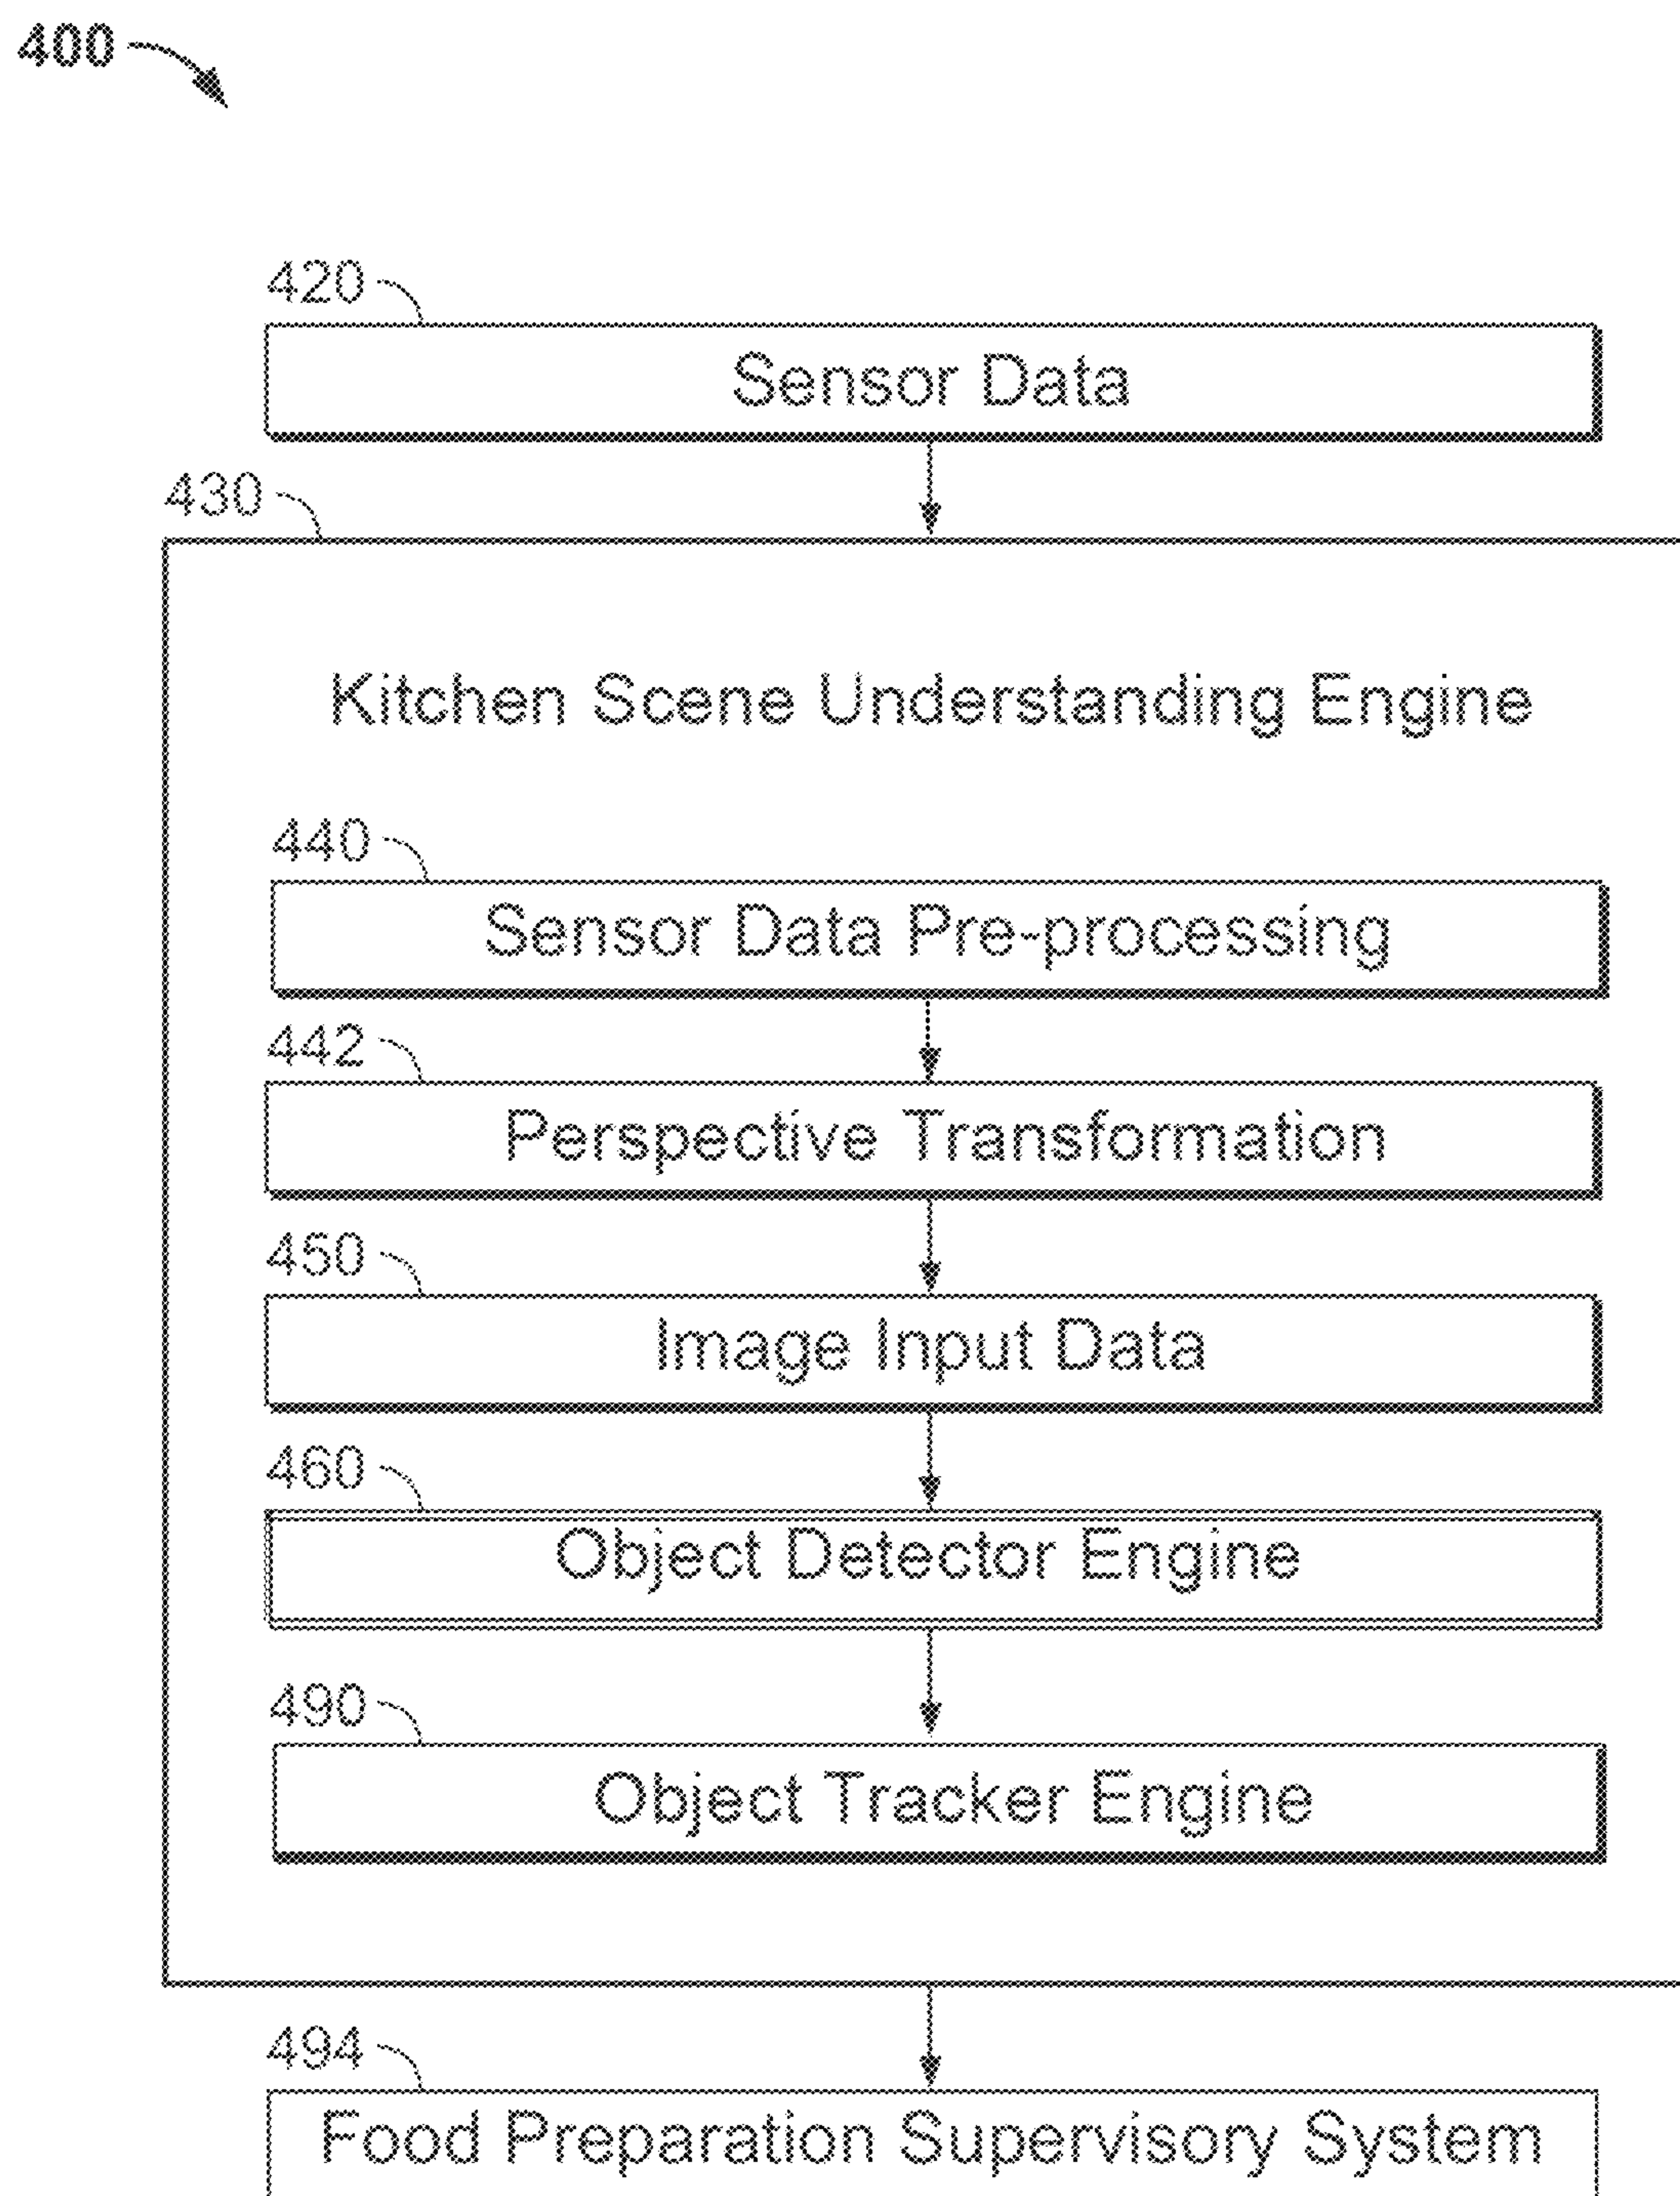 400
420
Sensor Data
430
Kitchen Scene Understanding Engine
440
Sensor Data Pre-processing
442
Perspective Transformation
450
Image Input Data
460
Object Detector Engine
490
Object Tracker Engine
494
Food Preparation Supervisory System